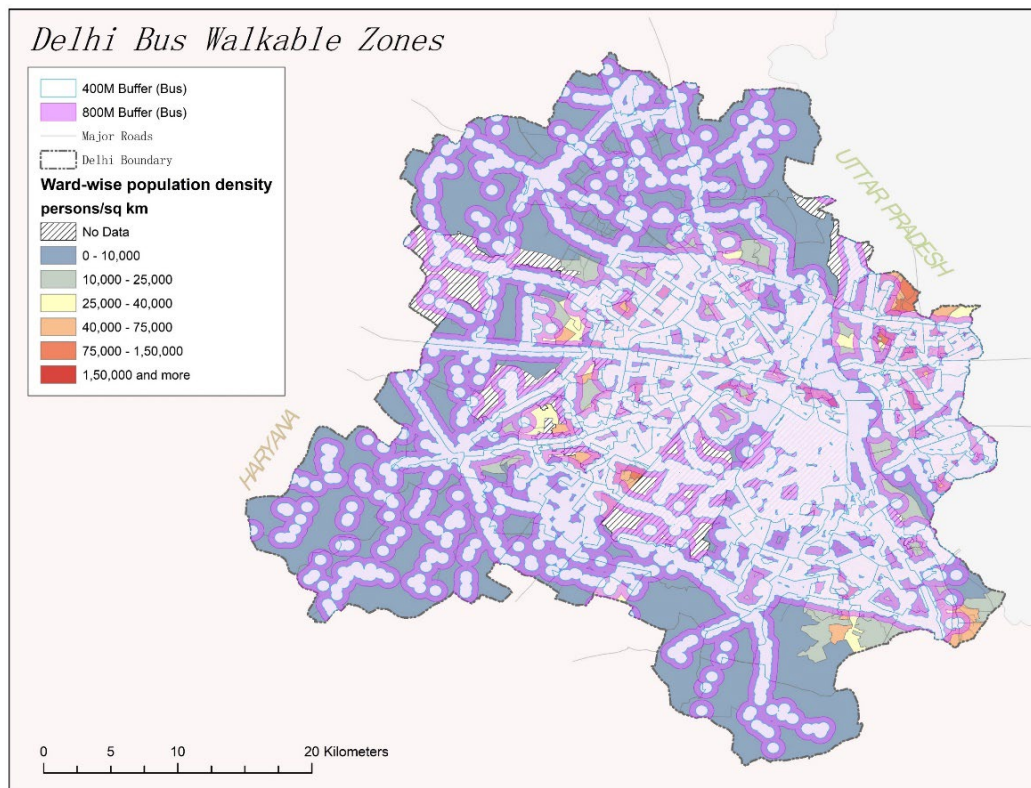 Delhi Bus Walkable Zones
400M Buffer (Bus)
800M Buffer (Bus)
Major Roads
Delhi Boundary
Ward-wise population density
persons/sq km
No Data
0 - 10,000
10,000 - 25,000
25,000 - 40,000
40,000 - 75,000
75,000 - 1,50,000
1,50,000 and more
UTTAR PRADESH
HARYANA
0 5 10 20 Kilometers